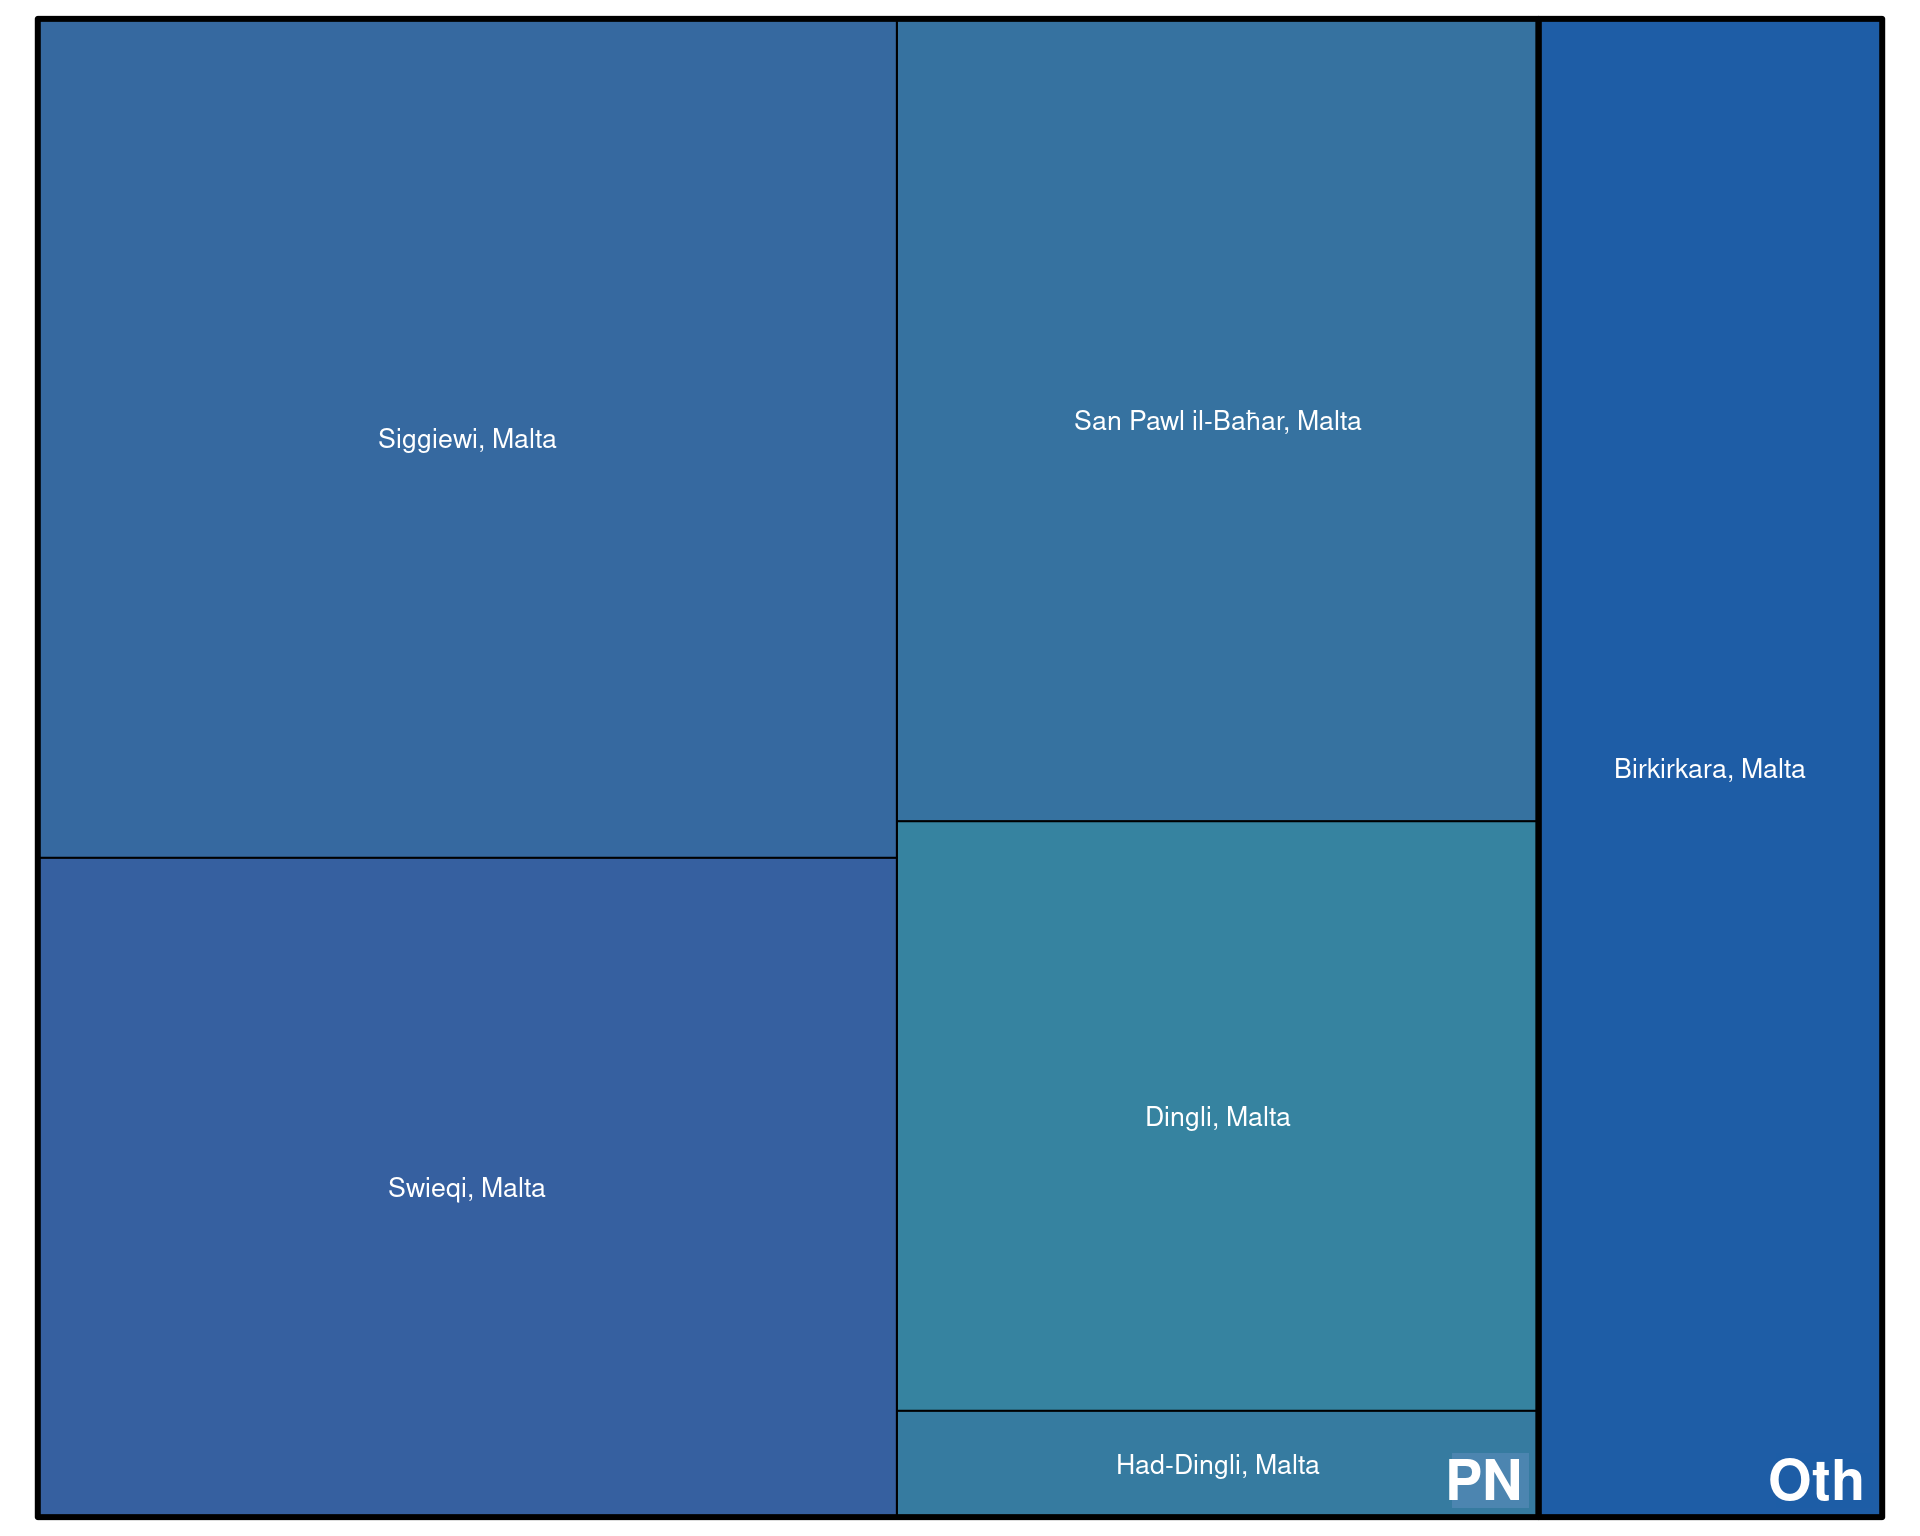 Siggiewi, Malta
San Pawl il-Baħar, Malta
Birkirkara, Malta
Dingli, Malta
Swieqi, Malta
Had-Dingli, Malta
PN
Oth